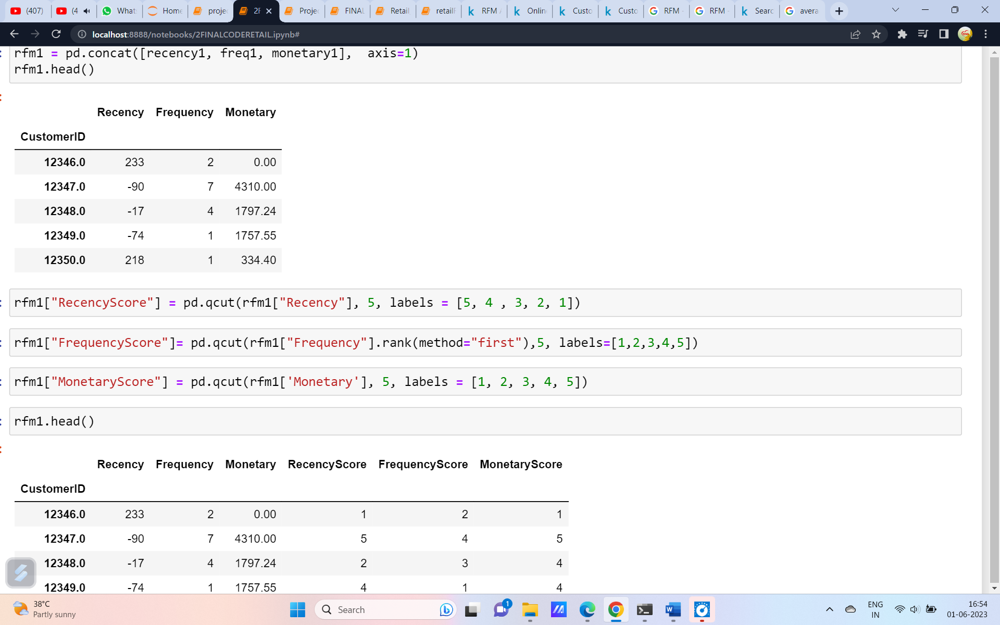 (407) (4 What Home projec 2F Projec FINAL Retail retailF RFM A Onlin Custo Custo RFM - RFM - Searc avera
localhost:8888/notebooks/2FINALCODERETAIL.ipynb#
rfm1 = pd.concat([recency1, freq1, monetary1],  axis=1)
rfm1.head()
Recency Frequency Monetary
CustomerID
12346.0 233 2 0.00
12347.0 -90 7 4310.00
12348.0 -17 4 1797.24
12349.0 -74 1 1757.55
12350.0 218 1 334.40
rfm1["RecencyScore"] = pd.qcut(rfm1["Recency"], 5, labels = [5, 4 , 3, 2, 1])
rfm1["FrequencyScore"]= pd.qcut(rfm1["Frequency"].rank(method="first"),5, labels=[1,2,3,4,5])
rfm1["MonetaryScore"] = pd.qcut(rfm1['Monetary'], 5, labels = [1, 2, 3, 4, 5])
rfm1.head()
Recency Frequency Monetary RecencyScore FrequencyScore MonetaryScore
CustomerID
12346.0 233 2 0.00 1 2 1
12347.0 -90 7 4310.00 5 4 5
12348.0 -17 4 1797.24 2 3 4
12349.0 -74 1 1757.55 4 1 4
38°C
Partly sunny
Search
1
ENG
IN
16:54
01-06-2023